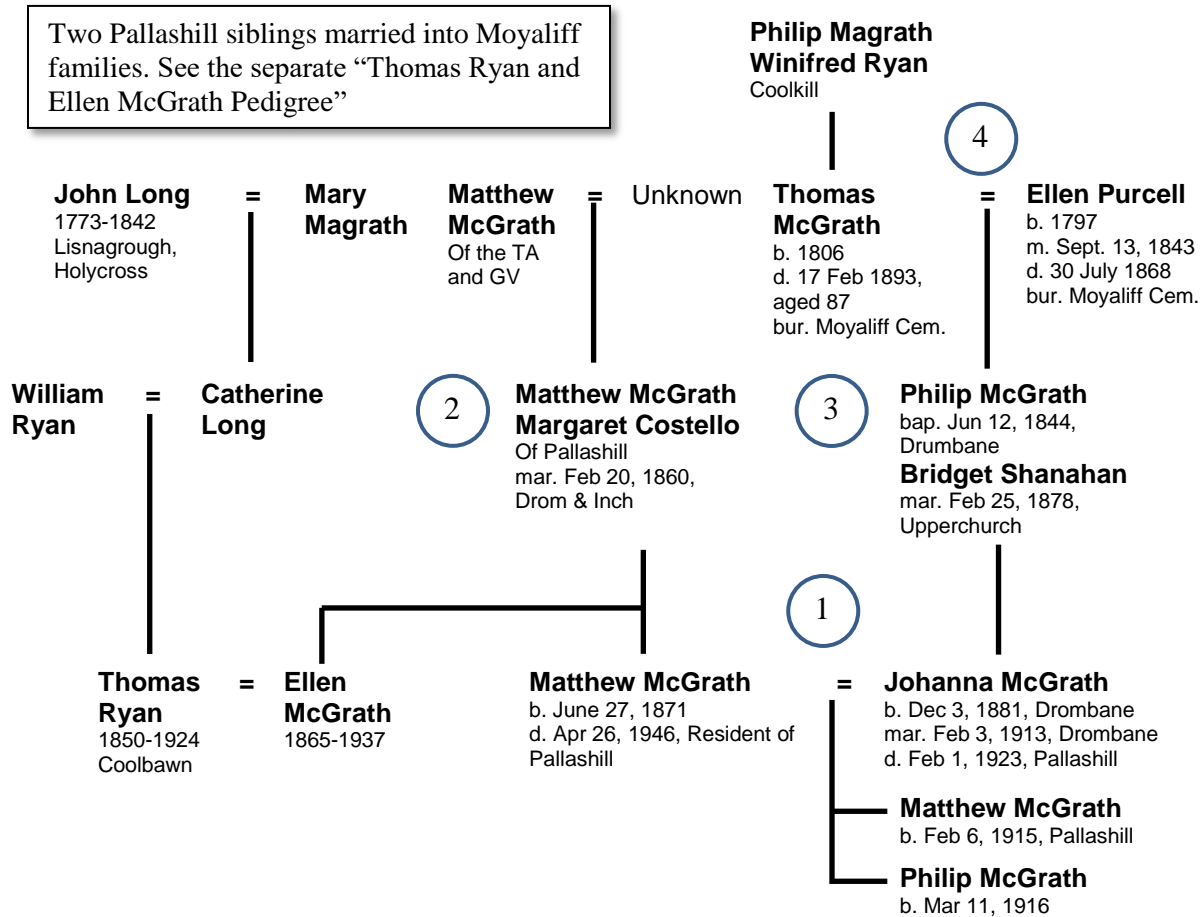 Two Pallashill siblings married into Moyaliff
families. See the separate “Thomas Ryan and
Ellen McGrath Pedigree”
Philip Magrath
Winifred Ryan
Coolkill
4
John Long
1773-1842
Lisnagrough,
Holycross
=
Mary
Magrath
Matthew
McGrath
Of the TA
and GV
=
Unknown
Thomas
McGrath
b. 1806
d. 17 Feb 1893,
aged 87
bur. Moyaliff Cem.
=
Ellen Purcell
b. 1797
m. Sept. 13, 1843
d. 30 July 1868
bur. Moyaliff Cem.
William
Ryan
=
Catherine
Long
2
Matthew McGrath
Margaret Costello
Of Pallashill
mar. Feb 20, 1860,
Drom & Inch
3
Philip McGrath
bap. Jun 12, 1844,
Drumbane
Bridget Shanahan
mar. Feb 25, 1878,
Upperchurch
1
Thomas
Ryan
1850-1924
Coolbawn
=
Ellen
McGrath
1865-1937
Matthew McGrath
b. June 27, 1871
d. Apr 26, 1946, Resident of
Pallashill
=
Johanna McGrath
b. Dec 3, 1881, Drombane
mar. Feb 3, 1913, Drombane
d. Feb 1, 1923, Pallashill
Matthew McGrath
b. Feb 6, 1915, Pallashill
Philip McGrath
b. Mar 11, 1916